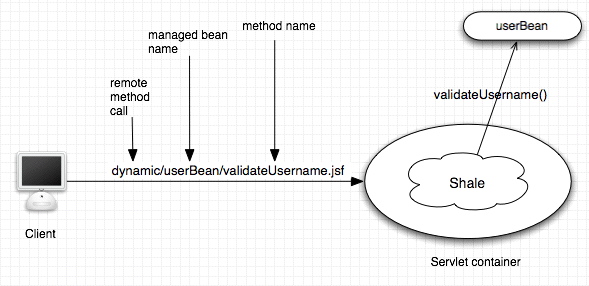 method name
userBean
managed bean
name
remote
method
call
validateUsername()
dynamic/userBean/validateUsername.jsf
Shale
Client
Servlet container